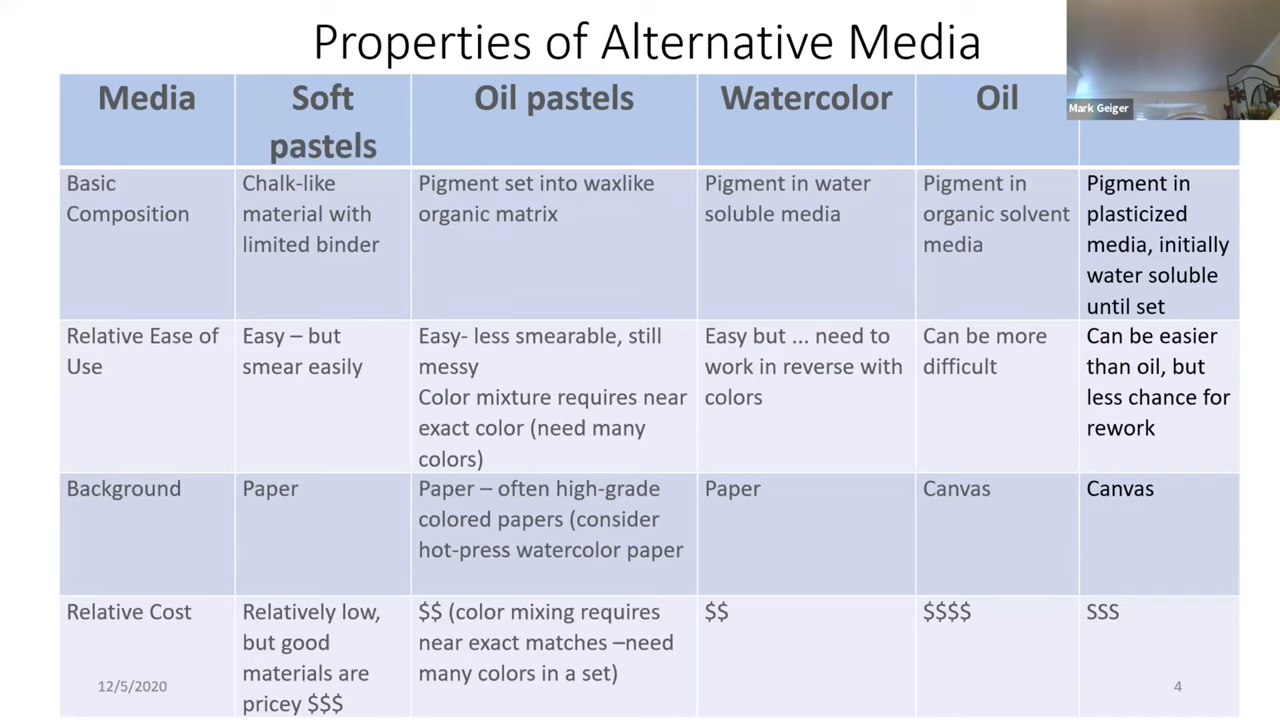 Properties of Alternative Media
Mark Geiger
Media
Soft
pastels
Oil pastels
Watercolor
Oil
Basic
Composition
Chalk-like
material with
limited binder
Pigment set into waxlike
organic matrix
Pigment in water
soluble media
Pigment in
organic solvent
media
Pigment in
plasticized
media, initially
water soluble
until set
Relative Ease of
Use
Easy – but
smear easily
Easy- less smearable, still
messy
Color mixture requires near
exact color (need many
colors)
Easy but ... need to
work in reverse with
colors
Can be more
difficult
Can be easier
than oil, but
less chance for
rework
Background
Paper
Paper – often high-grade
colored papers (consider
hot-press watercolor paper
Paper
Canvas
Canvas
Relative Cost
Relatively low,
but good
materials are
pricey $$$
$$ (color mixing requires
near exact matches –need
many colors in a set)
$$
$$$$
SSS
12/5/2020
4